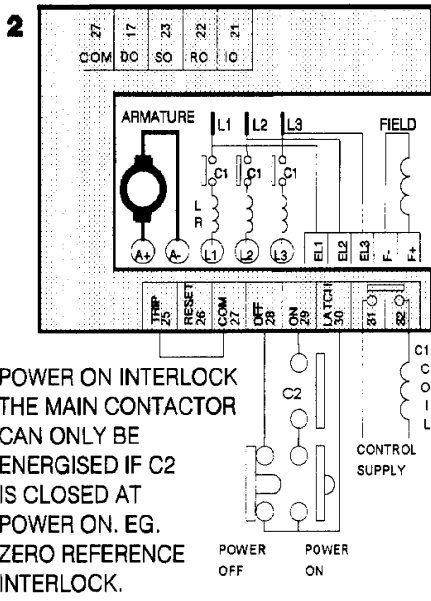 2
27 17 23 22 21
COM DO SO RO IO
ARMATURE L1 L2 L3 FIELD
C1 C1 C1
L
R
A+ A- L1 L2 L3 EL1 EL2 EL3 F- F+
TRIP RESET COM OFF ON LATCH
25 26 27 28 29 30 31 32
C1
C
O
I
L
C2
CONTROL
SUPPLY
POWER ON INTERLOCK
THE MAIN CONTACTOR
CAN ONLY BE
ENERGISED IF C2
IS CLOSED AT
POWER ON. EG.
ZERO REFERENCE
INTERLOCK.
POWER
OFF
POWER
ON